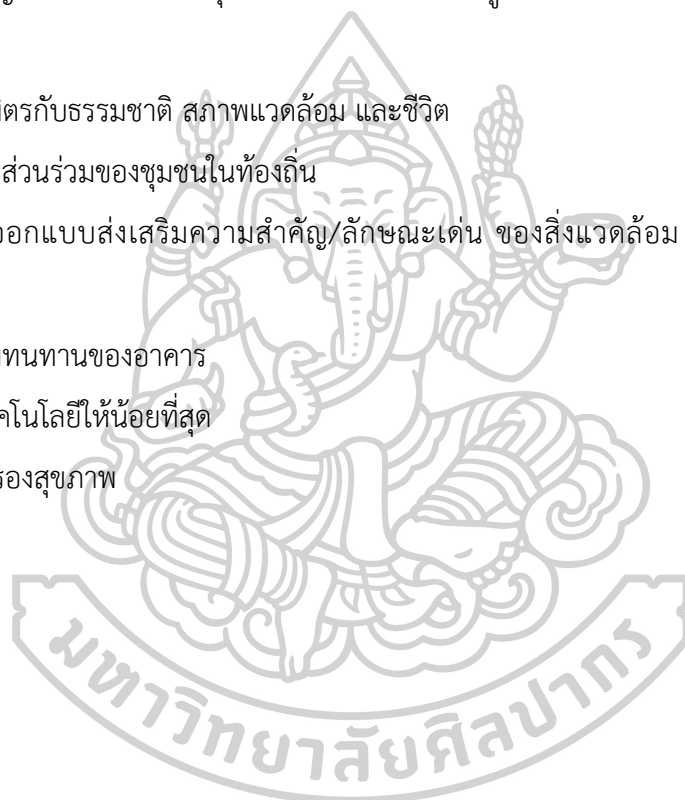 มิตรกับธรรมชาติ สภาพแวดล้อม และชีวิต
ส่วนร่วมของชุมชนในท้องถิ่น
ออกแบบส่งเสริมความสำคัญ/ลักษณะเด่น ของสิ่งแวดล้อม
ทนทานของอาคาร
คโนโลยีให้น้อยที่สุด
รองสุขภาพ
มหาวิทยาลัยศิลปากร